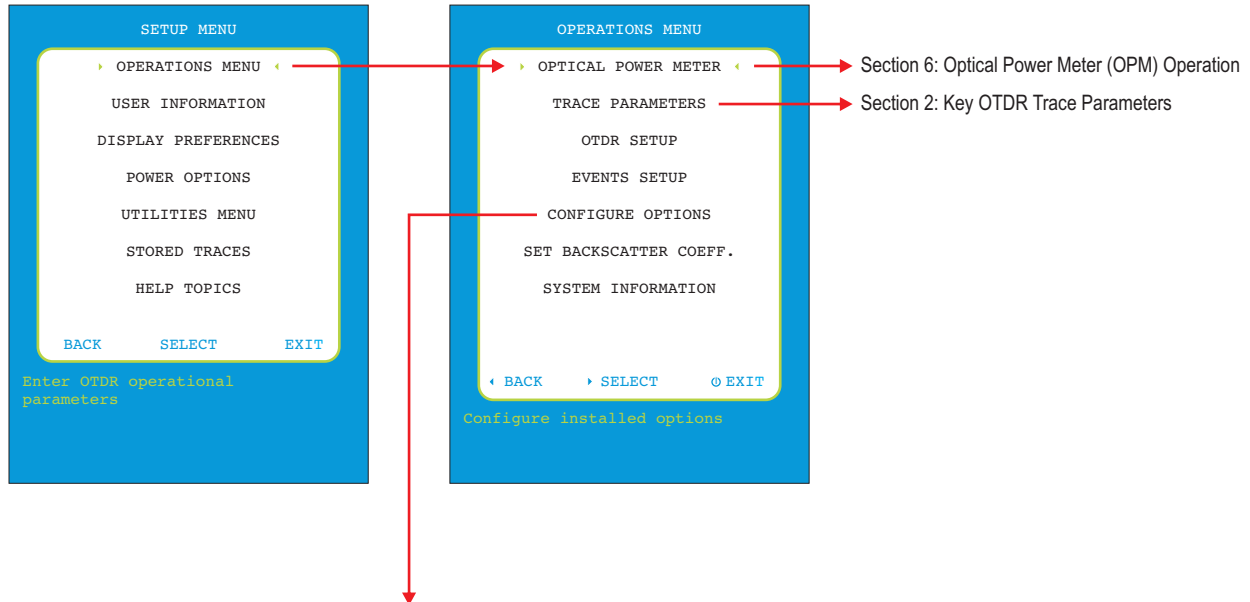 SETUP MENU
OPERATIONS MENU
USER INFORMATION
DISPLAY PREFERENCES
POWER OPTIONS
UTILITIES MENU
STORED TRACES
HELP TOPICS
BACK SELECT EXIT
Enter OTDR operational
parameters
OPERATIONS MENU
OPTICAL POWER METER
TRACE PARAMETERS
OTDR SETUP
EVENTS SETUP
CONFIGURE OPTIONS
SET BACKSCATTER COEFF.
SYSTEM INFORMATION
BACK SELECT EXIT
Configure installed options
Section 6: Optical Power Meter (OPM) Operation
Section 2: Key OTDR Trace Parameters